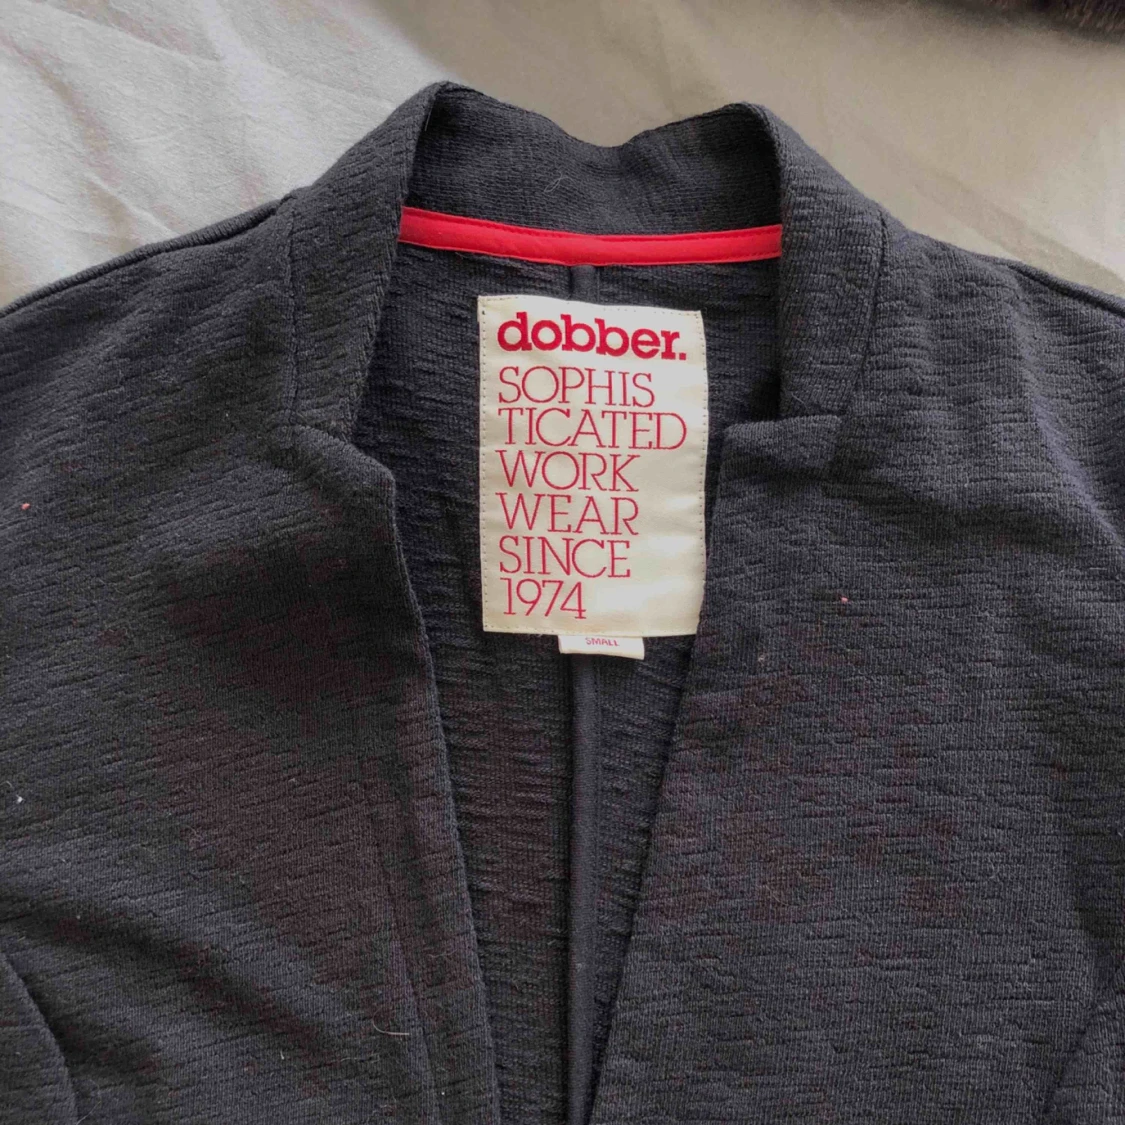 dobber.
SOPHIS
TICATED
WORK
WEAR
SINCE
1974
SMALL